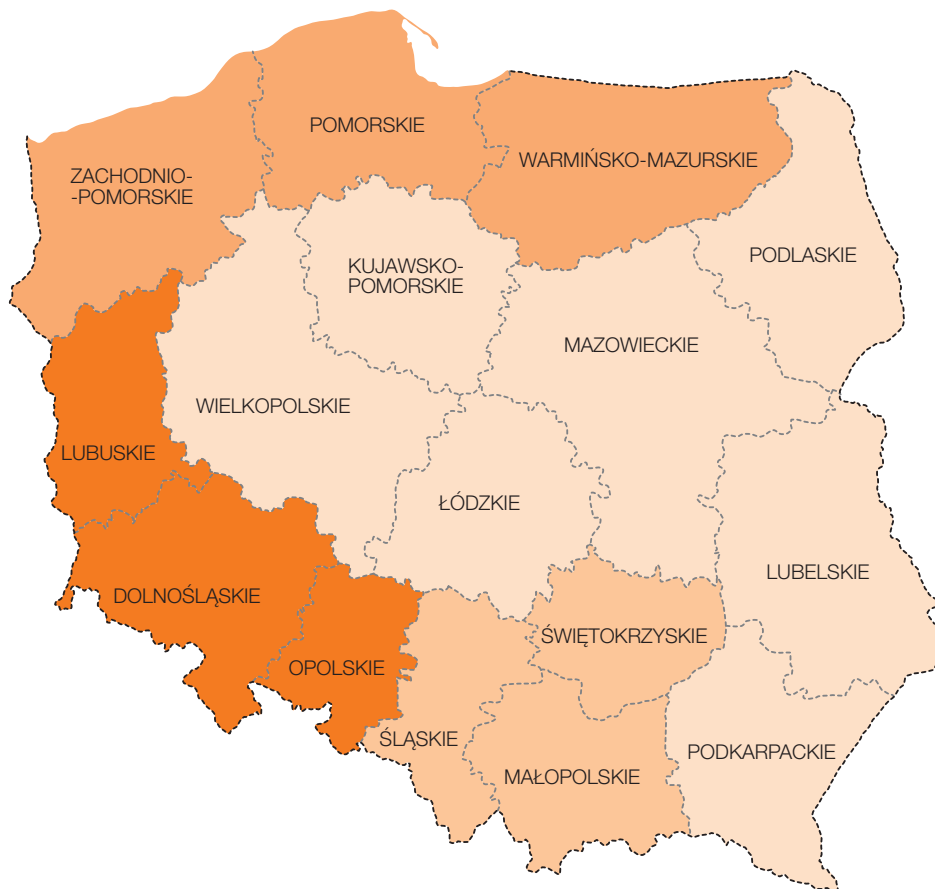 POMORSKIE
WARMIŃSKO-MAZURSKIE
ZACHODNIO-
-POMORSKIE
PODLASKIE
KUJAWSKO-
POMORSKIE
MAZOWIECKIE
WIELKOPOLSKIE
LUBUSKIE
ŁÓDZKIE
LUBELSKIE
DOLNOŚLĄSKIE
ŚWIĘTOKRZYSKIE
OPOLSKIE
ŚLĄSKIE
PODKARPACKIE
MAŁOPOLSKIE